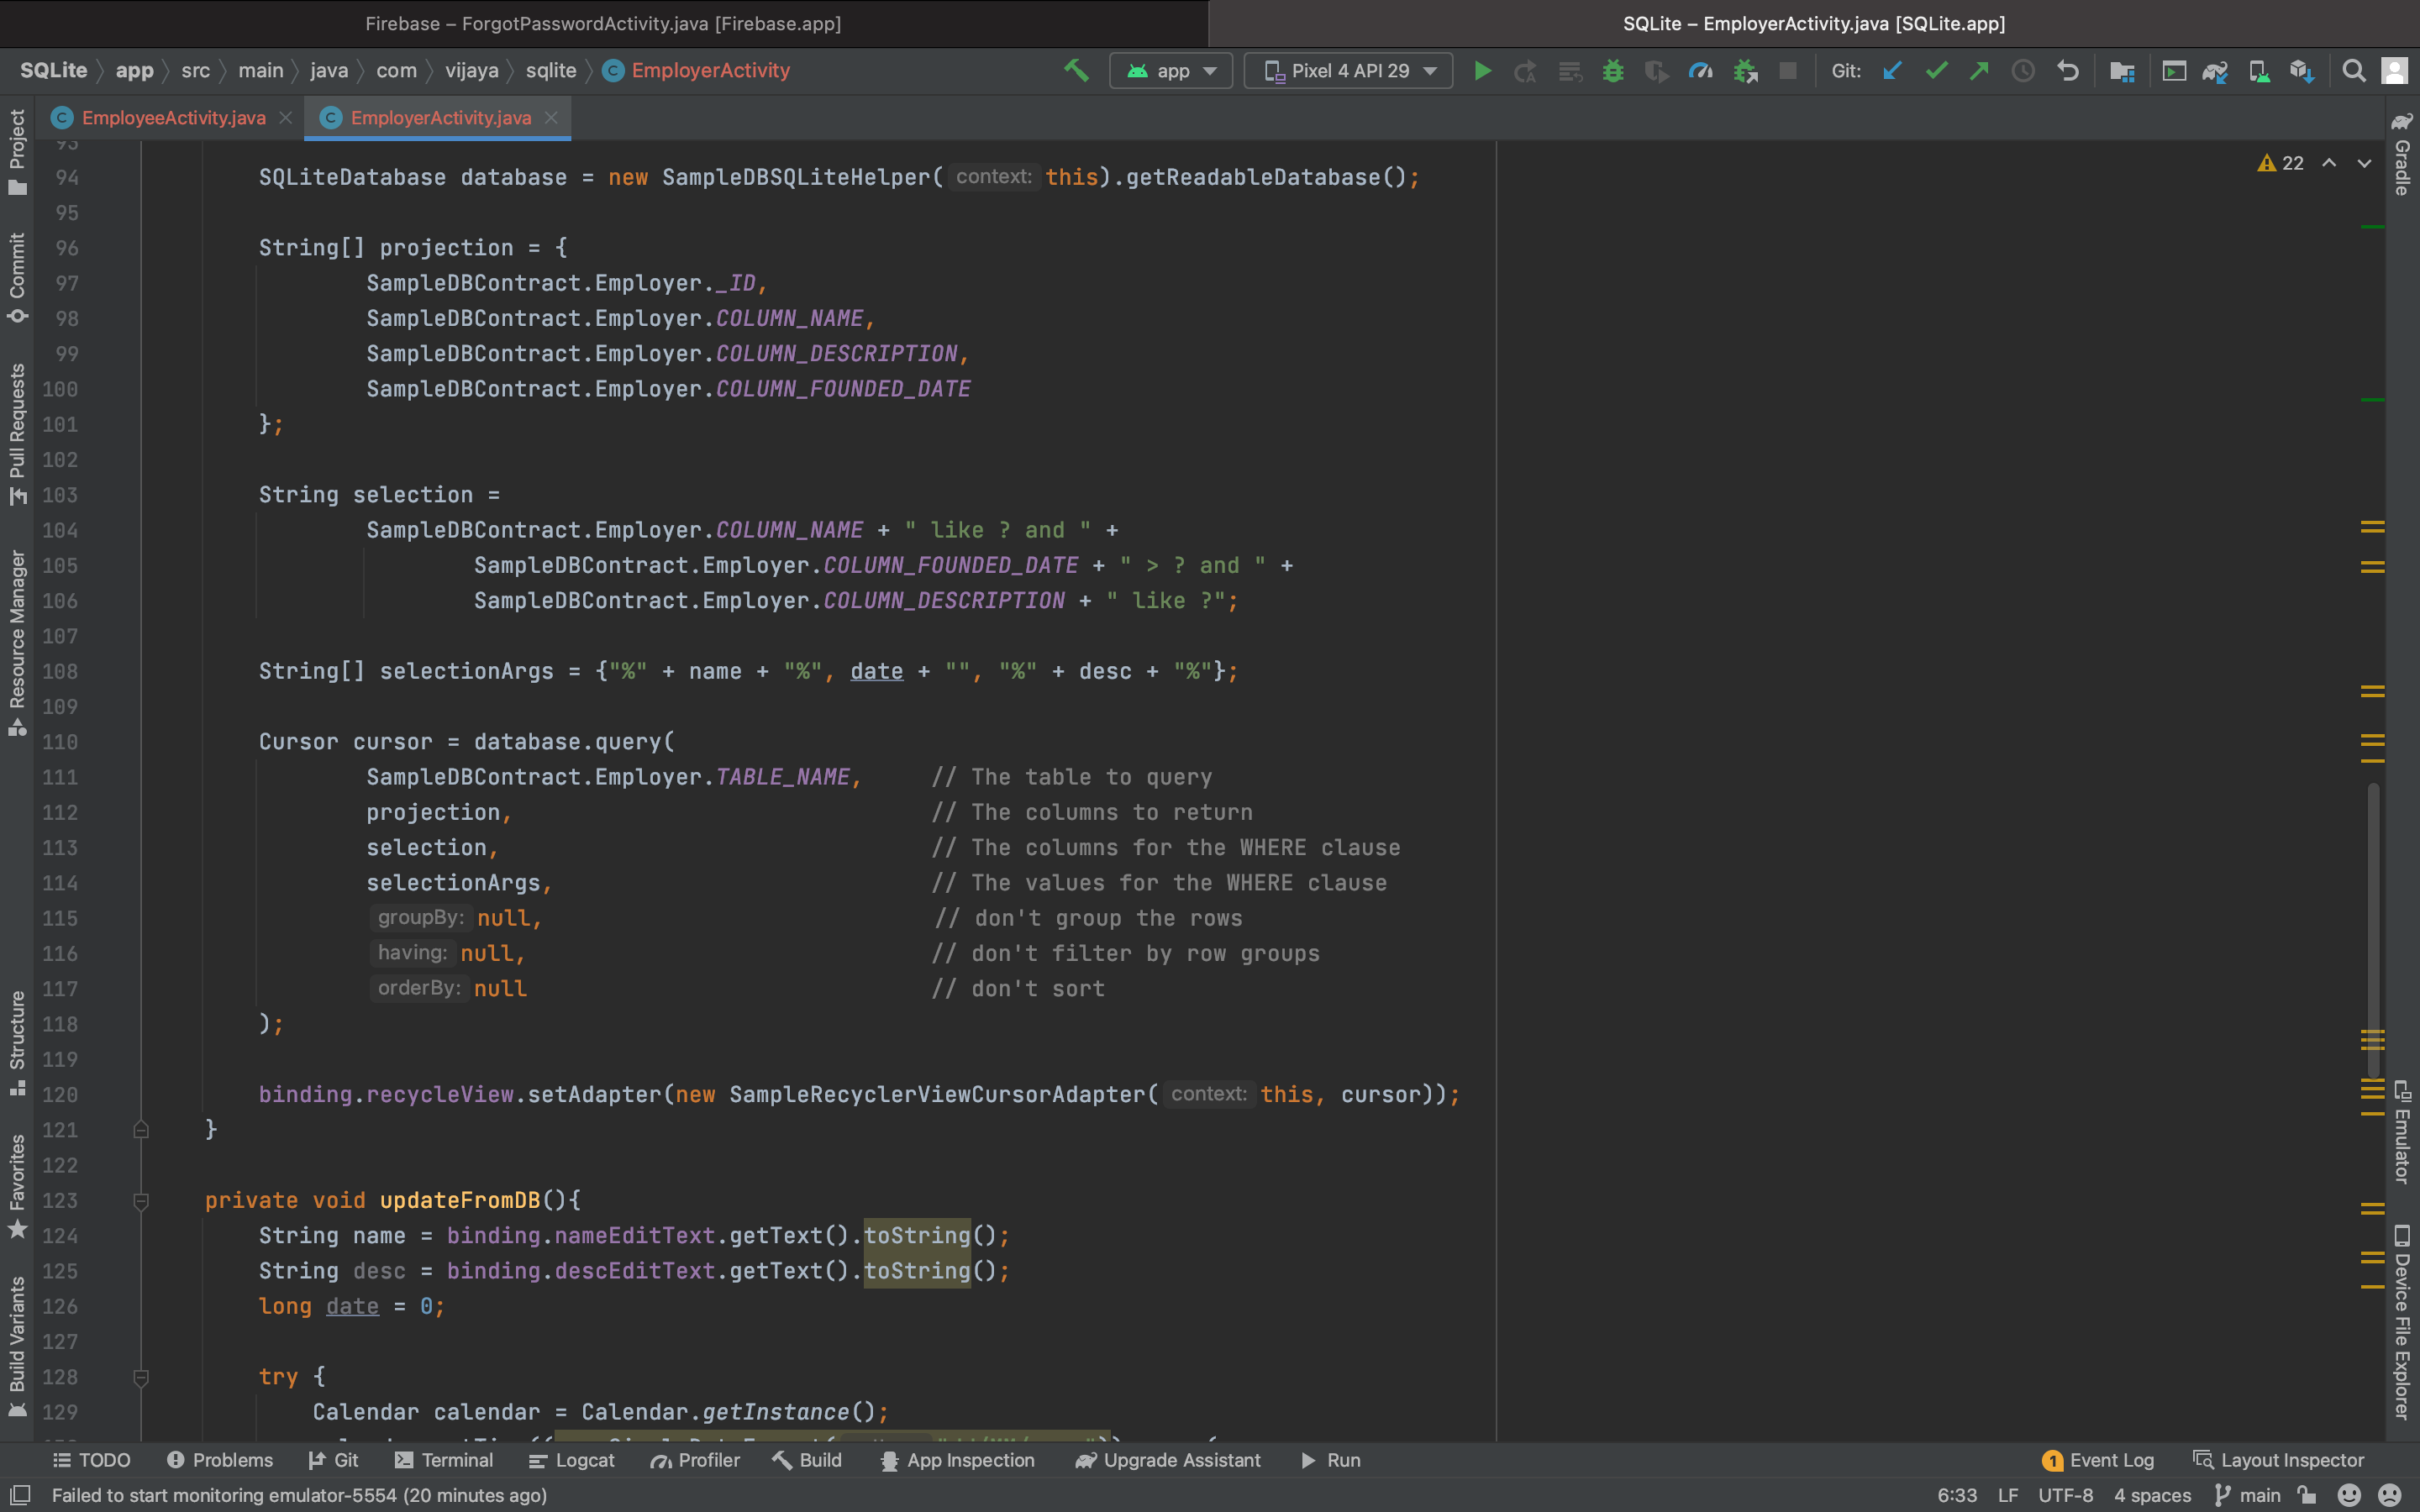 Firebase – ForgotPasswordActivity.java [Firebase.app]
SQLite – EmployerActivity.java [SQLite.app]
SQLite app src main java com vijaya sqlite EmployerActivity
app
Pixel 4 API 29
Git:
EmployeeActivity.java
EmployerActivity.java
22
Project
Commit
Pull Requests
Resource Manager
Structure
Favorites
Build Variants
Gradle
Emulator
Device File Explorer
93
94 SQLiteDatabase database = new SampleDBSQLiteHelper( context: this).getReadableDatabase();
95
96 String[] projection = {
97 SampleDBContract.Employer._ID,
98 SampleDBContract.Employer.COLUMN_NAME,
99 SampleDBContract.Employer.COLUMN_DESCRIPTION,
100 SampleDBContract.Employer.COLUMN_FOUNDED_DATE
101 };
102
103 String selection =
104 SampleDBContract.Employer.COLUMN_NAME + " like ? and " +
105 SampleDBContract.Employer.COLUMN_FOUNDED_DATE + " > ? and " +
106 SampleDBContract.Employer.COLUMN_DESCRIPTION + " like ?";
107
108 String[] selectionArgs = {"%" + name + "%", date + "", "%" + desc + "%"};
109
110 Cursor cursor = database.query(
111 SampleDBContract.Employer.TABLE_NAME, // The table to query
112 projection, // The columns to return
113 selection, // The columns for the WHERE clause
114 selectionArgs, // The values for the WHERE clause
115 groupBy: null, // don't group the rows
116 having: null, // don't filter by row groups
117 orderBy: null // don't sort
118 );
119
120 binding.recycleView.setAdapter(new SampleRecyclerViewCursorAdapter( context: this, cursor));
121 }
122
123 private void updateFromDB(){
124 String name = binding.nameEditText.getText().toString();
125 String desc = binding.descEditText.getText().toString();
126 long date = 0;
127
128 try {
129 Calendar calendar = Calendar.getInstance();
TODO Problems Git Terminal Logcat Profiler Build App Inspection Upgrade Assistant Run
1 Event Log Layout Inspector
Failed to start monitoring emulator-5554 (20 minutes ago)
6:33 LF UTF-8 4 spaces main